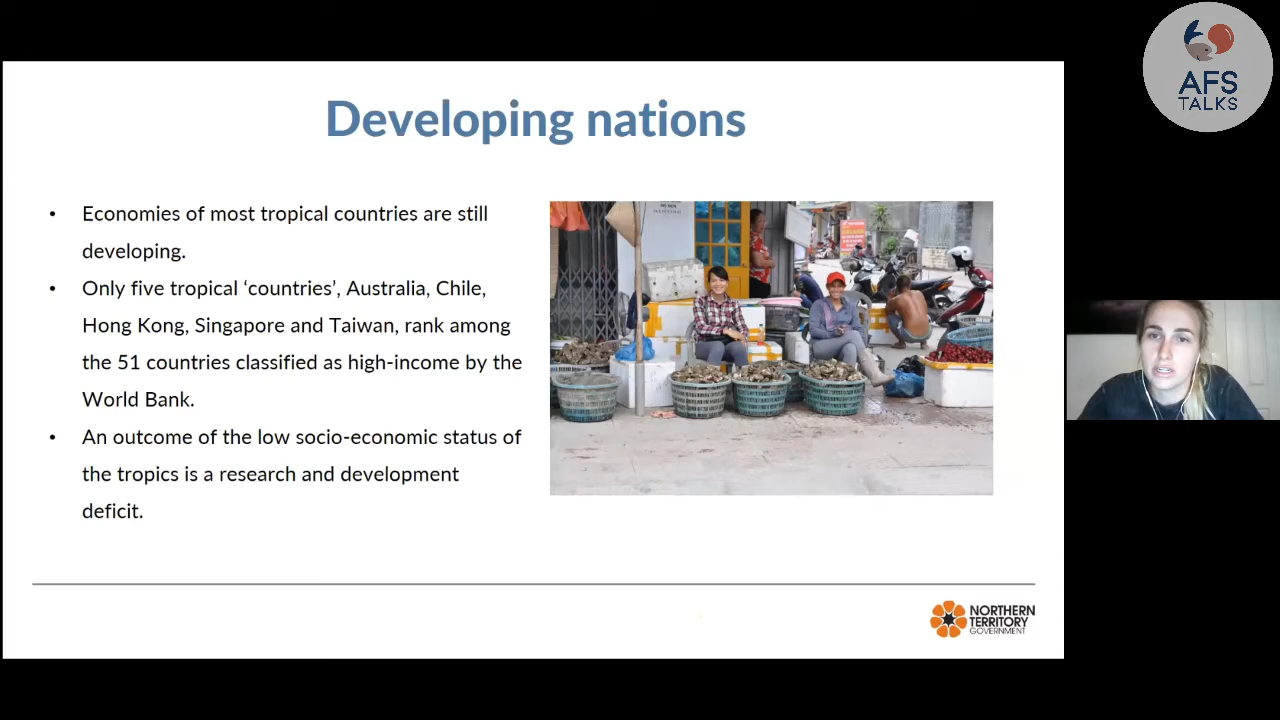 AFS
TALKS
Developing nations
• Economies of most tropical countries are still
developing.
• Only five tropical ‘countries’, Australia, Chile,
Hong Kong, Singapore and Taiwan, rank among
the 51 countries classified as high-income by the
World Bank.
• An outcome of the low socio-economic status of
the tropics is a research and development
deficit.
NORTHERN
TERRITORY
GOVERNMENT